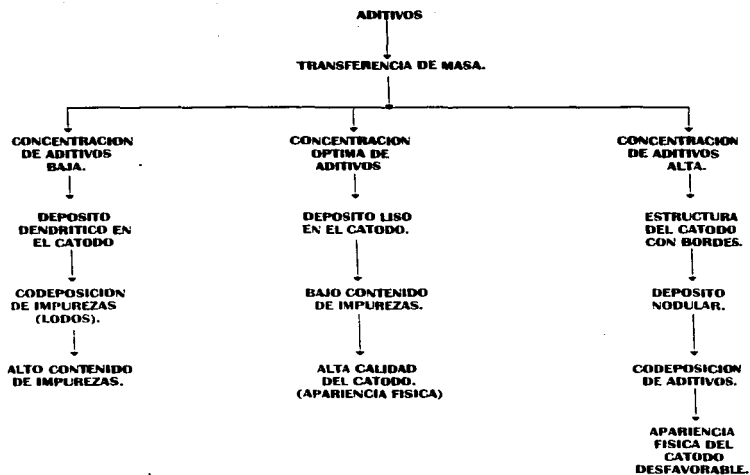 ADITIVOS
TRANSFERENCIA DE MASA.
CONCENTRACION
DE ADITIVOS
BAJA.
DEPOSITO
DENDRITICO EN
EL CATODO
CODEPOSICION
DE IMPUREZAS
(LODOS).
ALTO CONTENIDO
DE IMPUREZAS.
CONCENTRACION
OPTIMA DE
ADITIVOS
DEPOSITO LISO
EN EL CATODO.
BAJO CONTENIDO
DE IMPUREZAS.
ALTA CALIDAD
DEL CATODO.
(APARIENCIA FISICA)
CONCENTRACION
DE ADITIVOS
ALTA.
ESTRUCTURA
DEL CATODO
CON BORDES.
DEPOSITO
NODULAR.
CODEPOSICION
DE ADITIVOS.
APARIENCIA
FISICA DEL
CATODO
DESFAVORABLE.